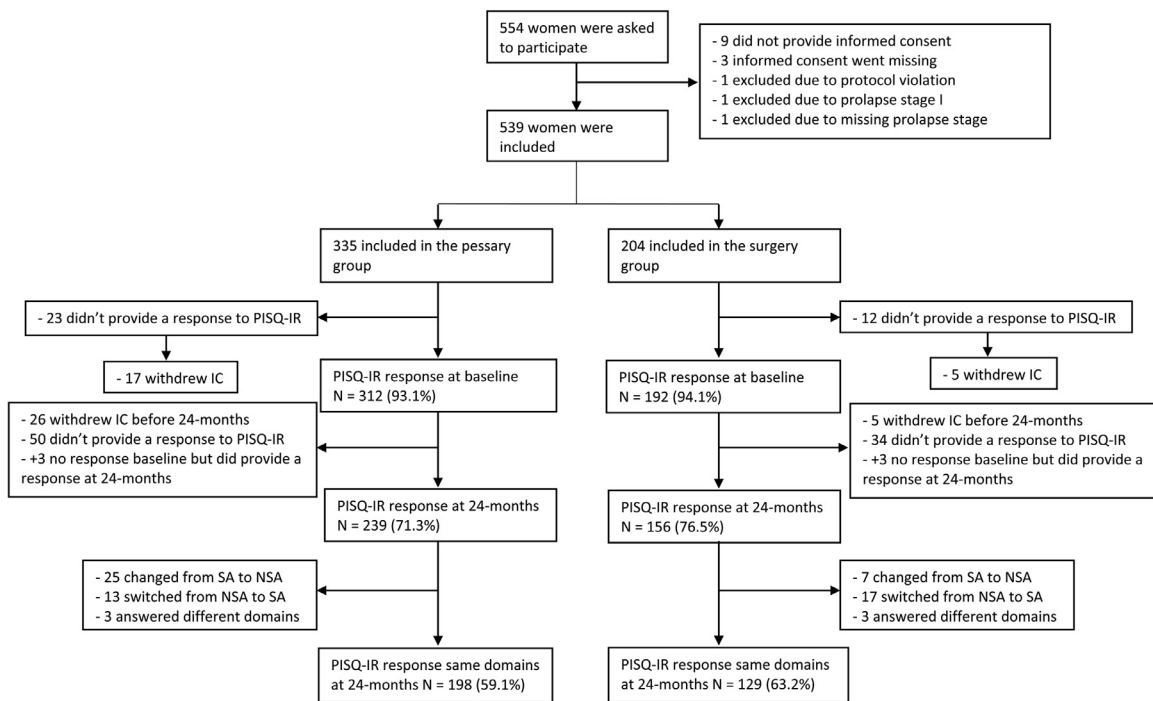 554 women were asked
to participate
- 9 did not provide informed consent
- 3 informed consent went missing
- 1 excluded due to protocol violation
- 1 excluded due to prolapse stage I
- 1 excluded due to missing prolapse stage
539 women were
included
335 included in the pessary
group
204 included in the surgery
group
- 23 didn't provide a response to PISQ-IR
- 12 didn't provide a response to PISQ-IR
- 17 withdrew IC
- 5 withdrew IC
PISQ-IR response at baseline
N = 312 (93.1%)
PISQ-IR response at baseline
N = 192 (94.1%)
- 26 withdrew IC before 24-months
- 50 didn't provide a response to PISQ-IR
- +3 no response baseline but did provide a
response at 24-months
- 5 withdrew IC before 24-months
- 34 didn't provide a response to PISQ-IR
- +3 no response baseline but did provide a
response at 24-months
PISQ-IR response at 24-months
N = 239 (71.3%)
PISQ-IR response at 24-months
N = 156 (76.5%)
- 25 changed from SA to NSA
- 13 switched from NSA to SA
- 3 answered different domains
- 7 changed from SA to NSA
- 17 switched from NSA to SA
- 3 answered different domains
PISQ-IR response same domains
at 24-months N = 198 (59.1%)
PISQ-IR response same domains
at 24-months N = 129 (63.2%)